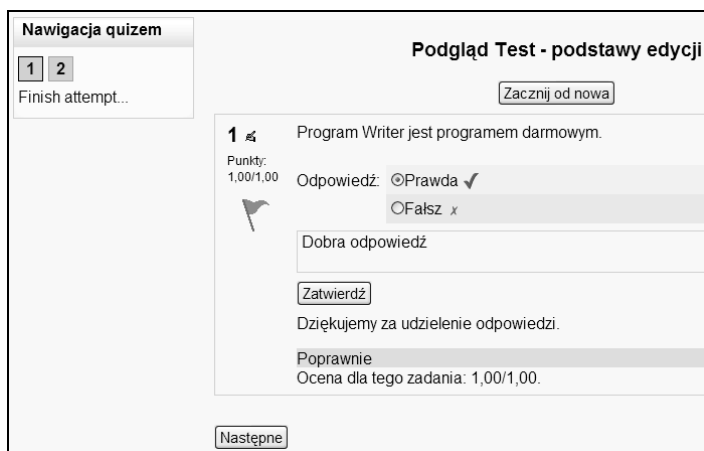 Nawigacja quizem
1 2
Finish attempt...
Podgląd Test - podstawy edycji
Zacznij od nowa
1
Punkty:
1,00/1,00
Program Writer jest programem darmowym.
Odpowiedź: Prawda
Fałsz x
Dobra odpowiedź
Zatwierdź
Dziękujemy za udzielenie odpowiedzi.
Poprawnie
Ocena dla tego zadania: 1,00/1,00.
Następne